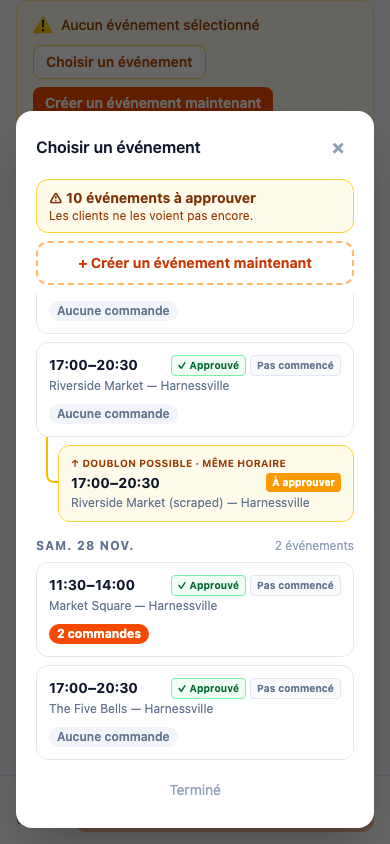 Aucun événement sélectionné
Choisir un événement
Créer un événement maintenant
Choisir un événement
×
⚠ 10 événements à approuver
Les clients ne les voient pas encore.
+ Créer un événement maintenant
Aucune commande
17:00–20:30
✓ Approuvé
Pas commencé
Riverside Market — Harnessville
Aucune commande
↑ DOUBLON POSSIBLE · MÊME HORAIRE
17:00–20:30
À approuver
Riverside Market (scraped) — Harnessville
SAM. 28 NOV.
2 événements
11:30–14:00
✓ Approuvé
Pas commencé
Market Square — Harnessville
2 commandes
17:00–20:30
✓ Approuvé
Pas commencé
The Five Bells — Harnessville
Aucune commande
Terminé